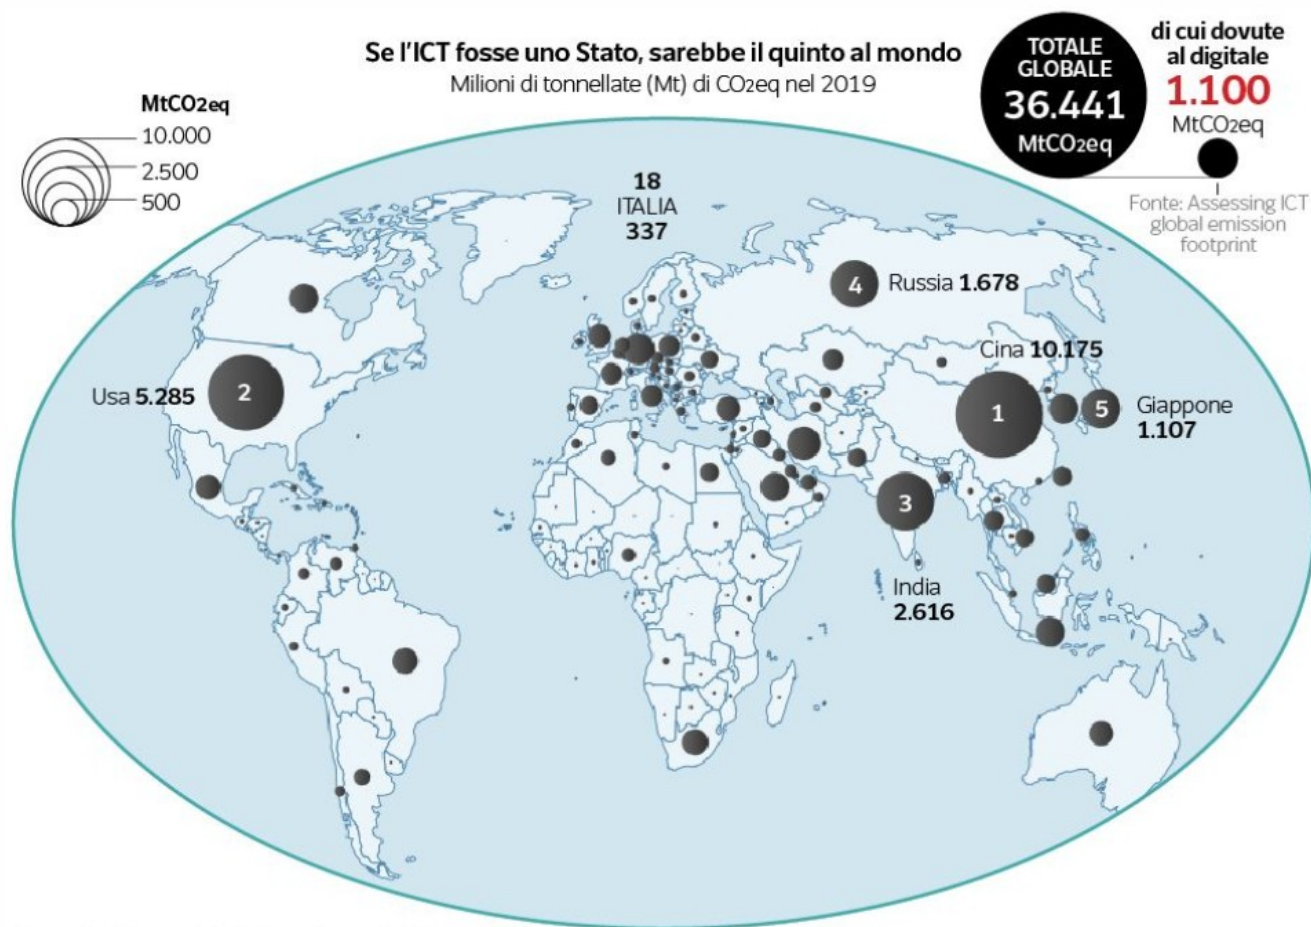 Se l'ICT fosse uno Stato, sarebbe il quinto al mondo
Milioni di tonnellate (Mt) di CO2eq nel 2019
TOTALE
GLOBALE
36.441
MtCO2eq
di cui dovute
al digitale
1.100
MtCO2eq
Fonte: Assessing ICT
global emission
footprint
MtCO2eq
10.000
2.500
500
18
ITALIA
337
4
Russia 1.678
Cina 10.175
Usa 5.285
2
1
5
Giappone
1.107
3
India
2.616